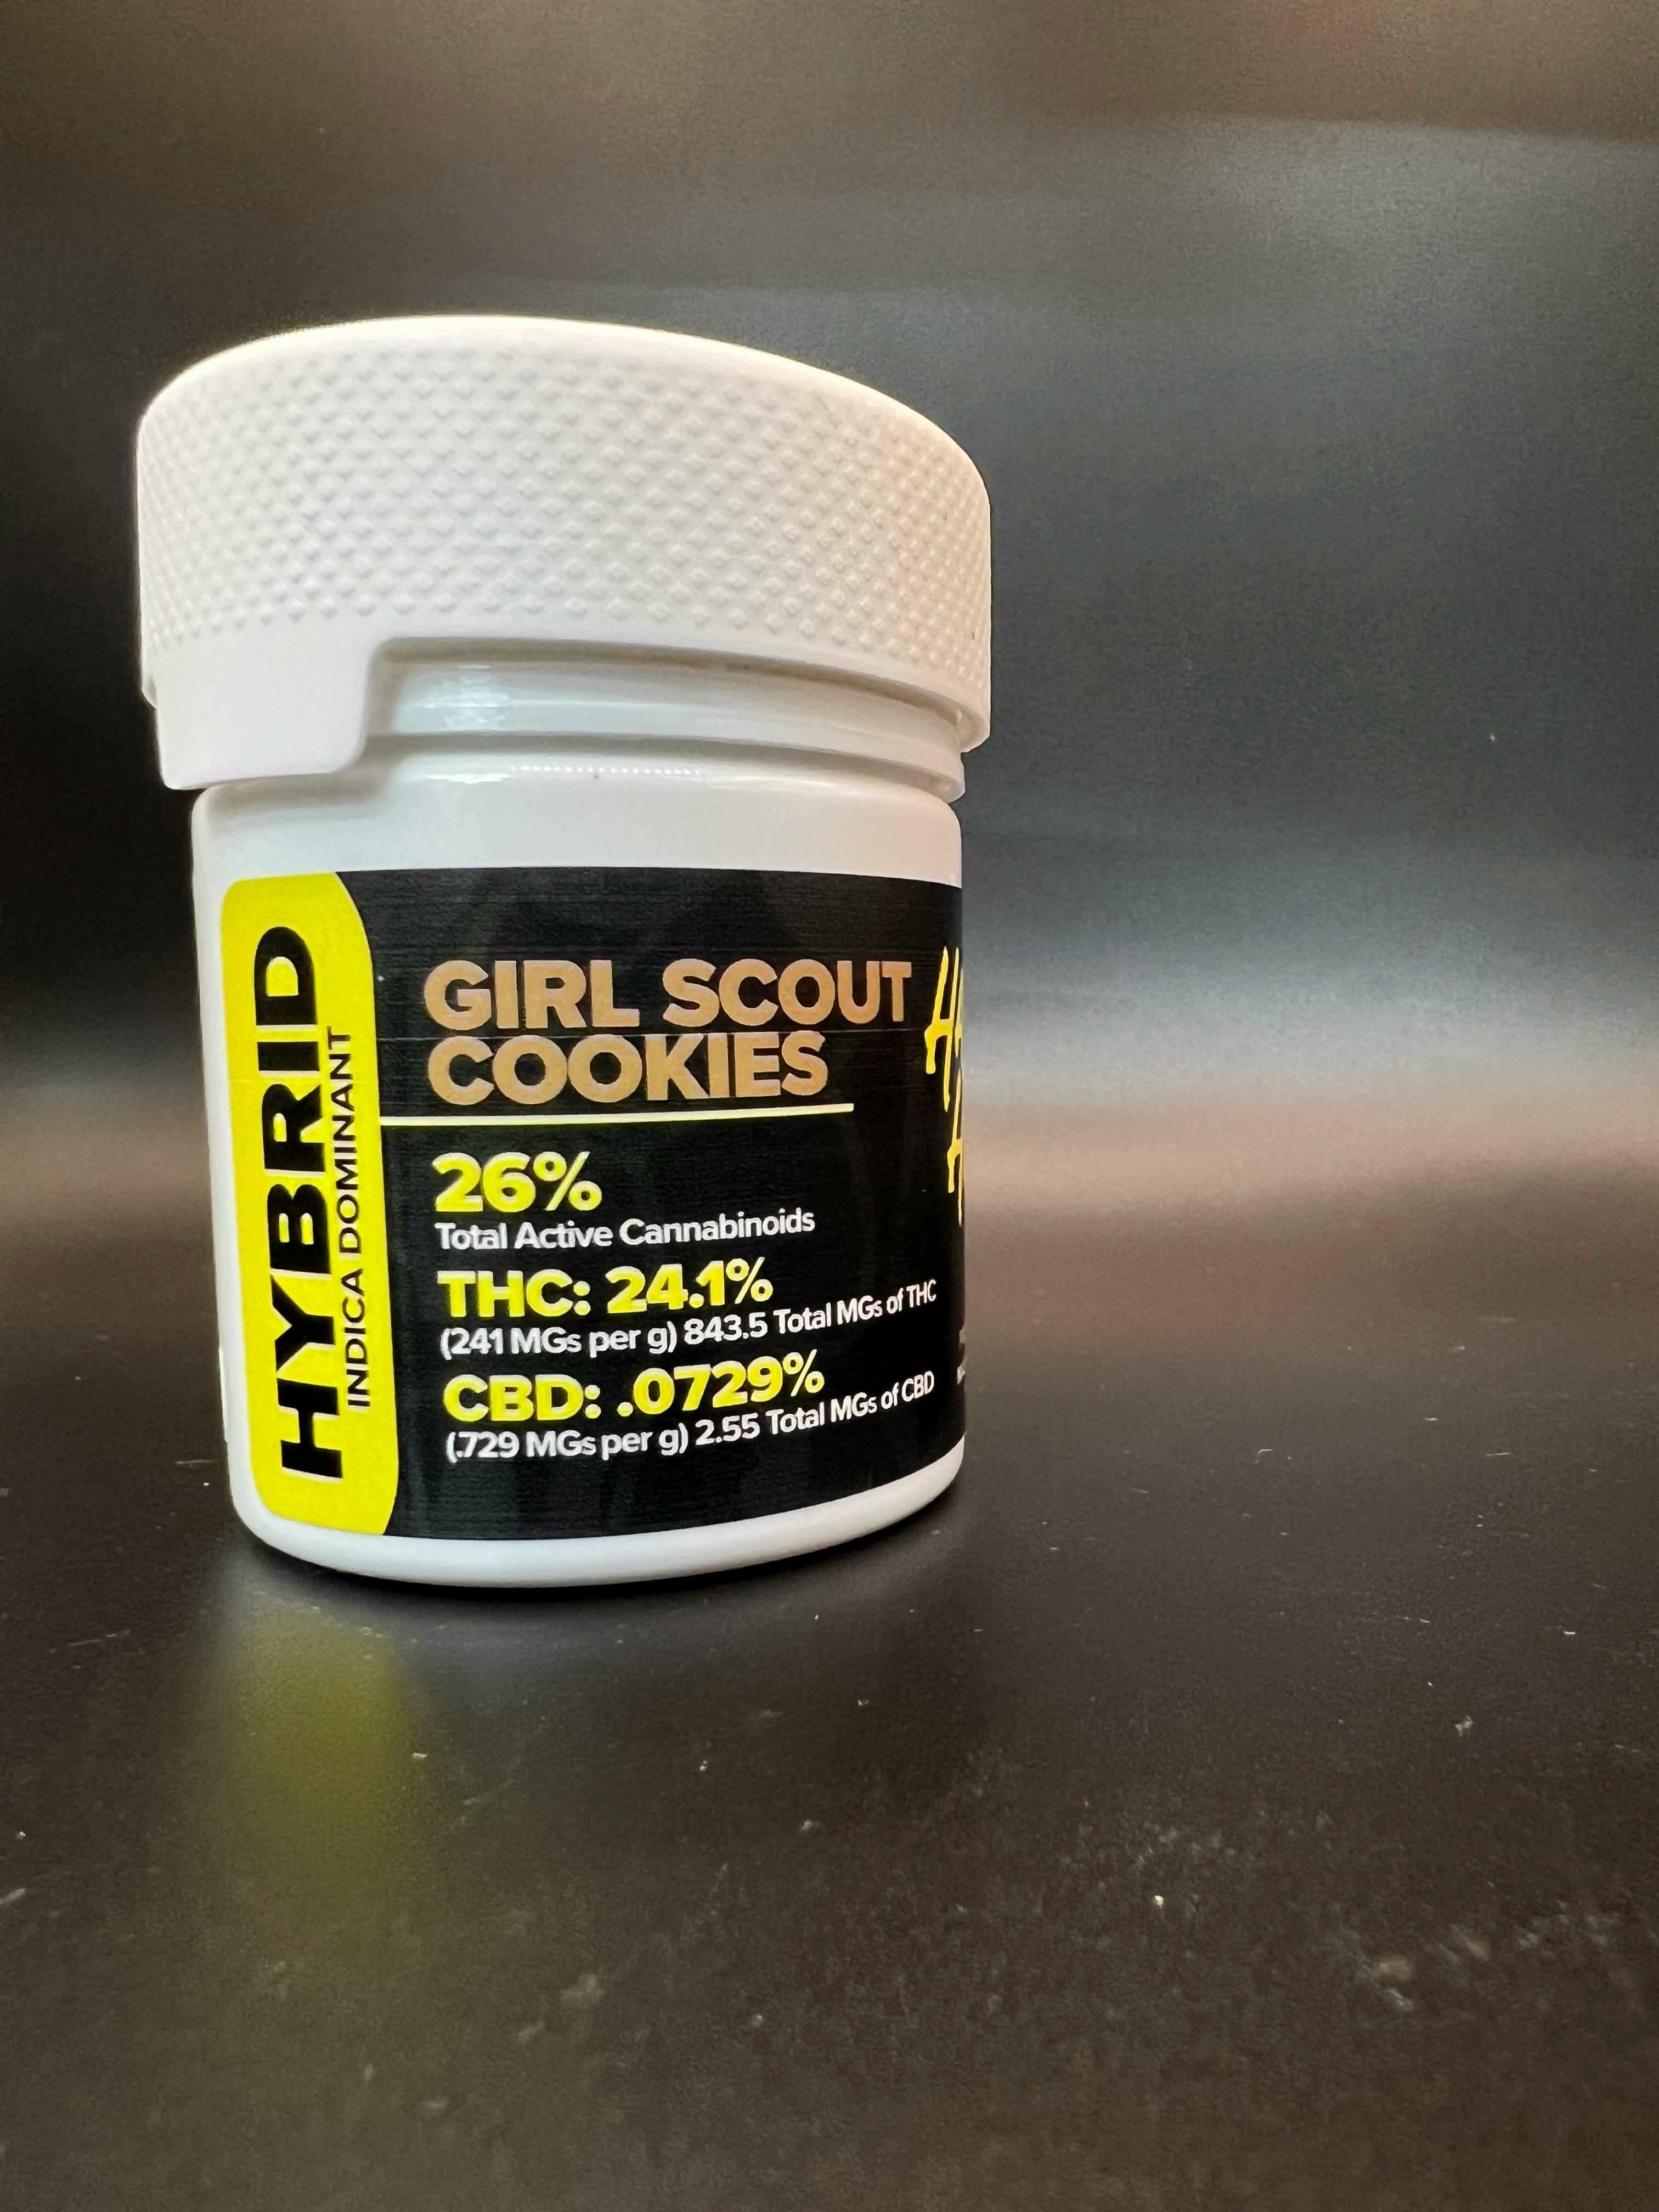 HYBRID
INDICA DOMINANT
GIRL SCOUT
COOKIES
26%
Total Active Cannabinoids
THC: 24.1%
(241 MGs per g) 843.5 Total MGs of THC
CBD: .0729%
(.729 MGs per g) 2.55 Total MGs of CBD